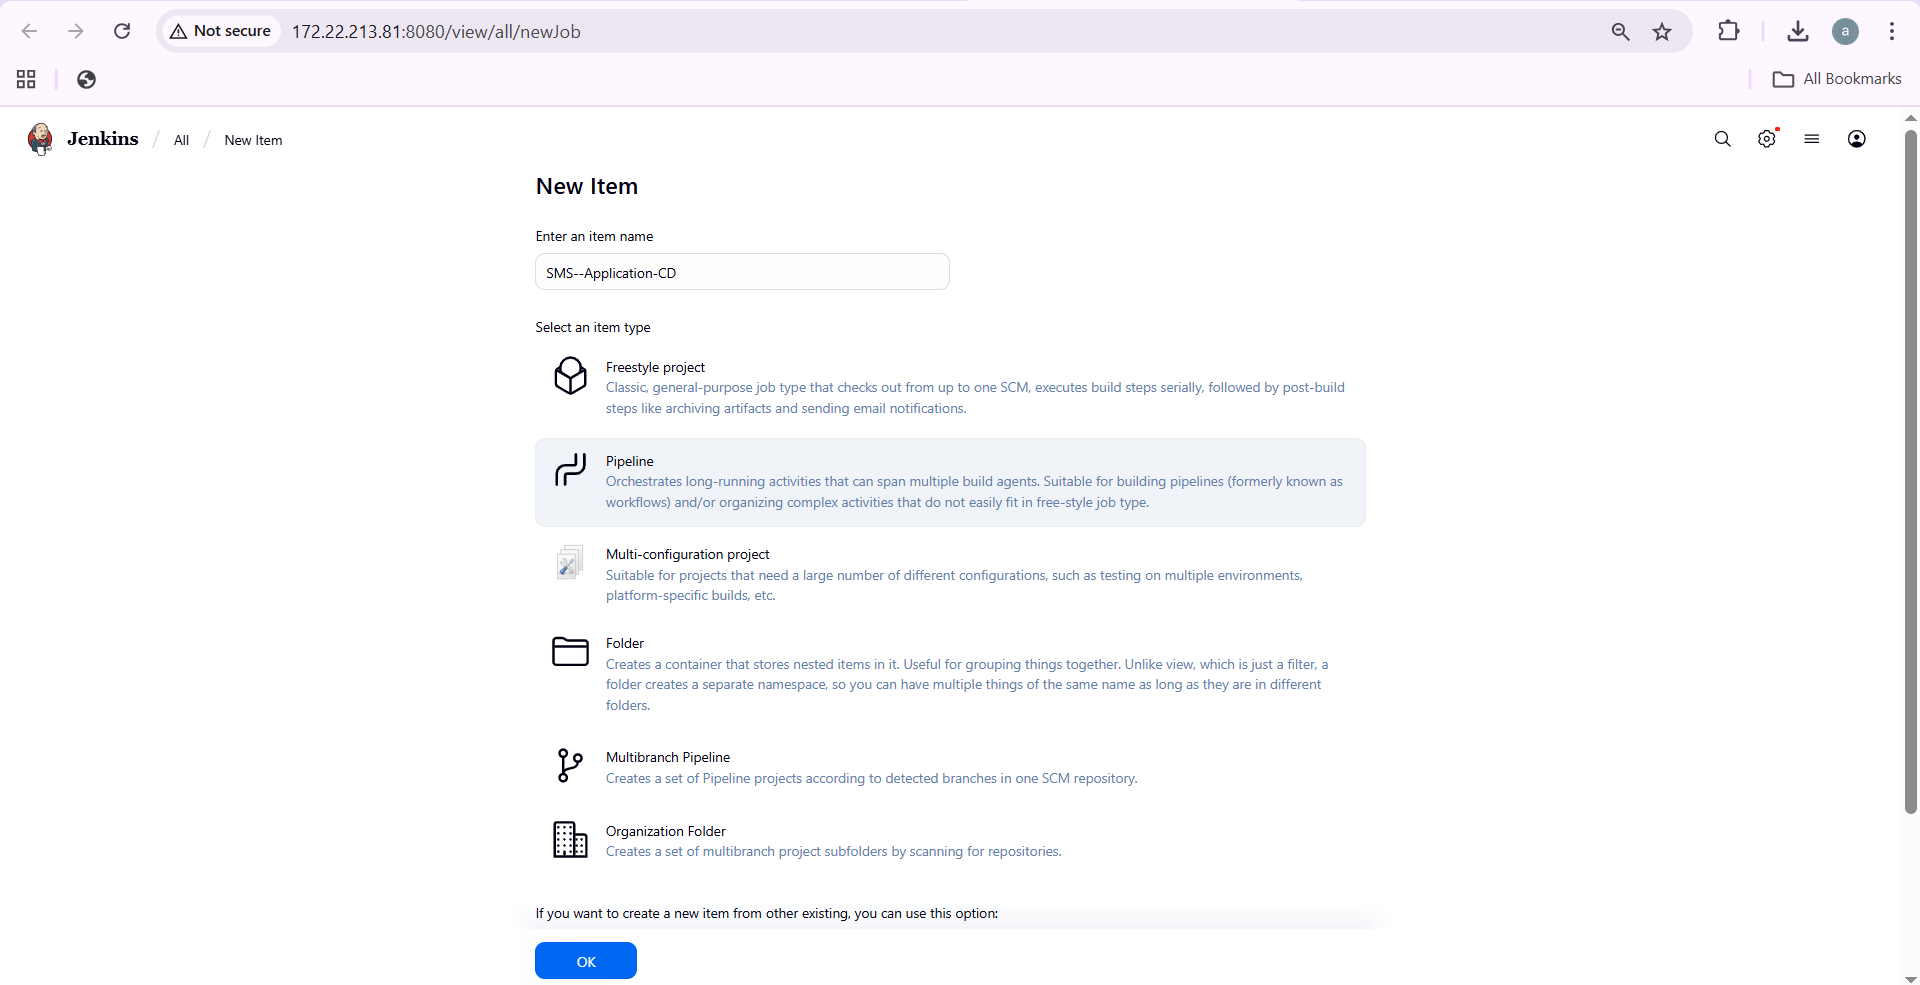 Not secure
172.22.213.81:8080/view/all/newJob
a
All Bookmarks
Jenkins / All / New Item
New Item
Enter an item name
SMS--Application-CD
Select an item type
Freestyle project
Classic, general-purpose job type that checks out from up to one SCM, executes build steps serially, followed by post-build
steps like archiving artifacts and sending email notifications.
Pipeline
Orchestrates long-running activities that can span multiple build agents. Suitable for building pipelines (formerly known as
workflows) and/or organizing complex activities that do not easily fit in free-style job type.
Multi-configuration project
Suitable for projects that need a large number of different configurations, such as testing on multiple environments,
platform-specific builds, etc.
Folder
Creates a container that stores nested items in it. Useful for grouping things together. Unlike view, which is just a filter, a
folder creates a separate namespace, so you can have multiple things of the same name as long as they are in different
folders.
Multibranch Pipeline
Creates a set of Pipeline projects according to detected branches in one SCM repository.
Organization Folder
Creates a set of multibranch project subfolders by scanning for repositories.
If you want to create a new item from other existing, you can use this option:
OK